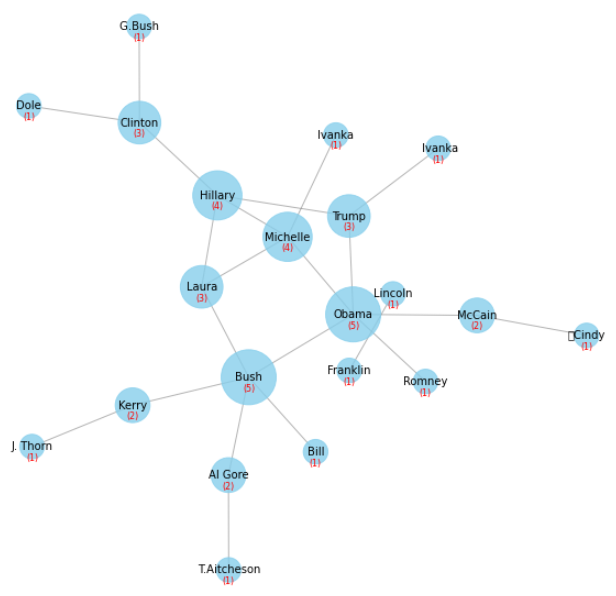 G.Bush
(1)
Dole
(1)
Clinton
(3)
Ivanka
(1)
Ivanka
(1)
Hillary
(4)
Trump
(3)
Michelle
(4)
Laura
(3)
Lincoln
(1)
Obama
(5)
McCain
(2)
Cindy
(1)
Franklin
(1)
Romney
(1)
Bush
(5)
Kerry
(2)
J. Thorn
(1)
Bill
(1)
Al Gore
(2)
T.Aitcheson
(1)